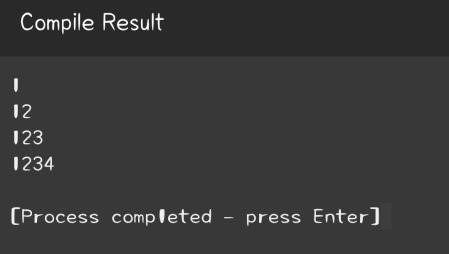 Compile Result
1
12
123
1234
[Process completed - press Enter]